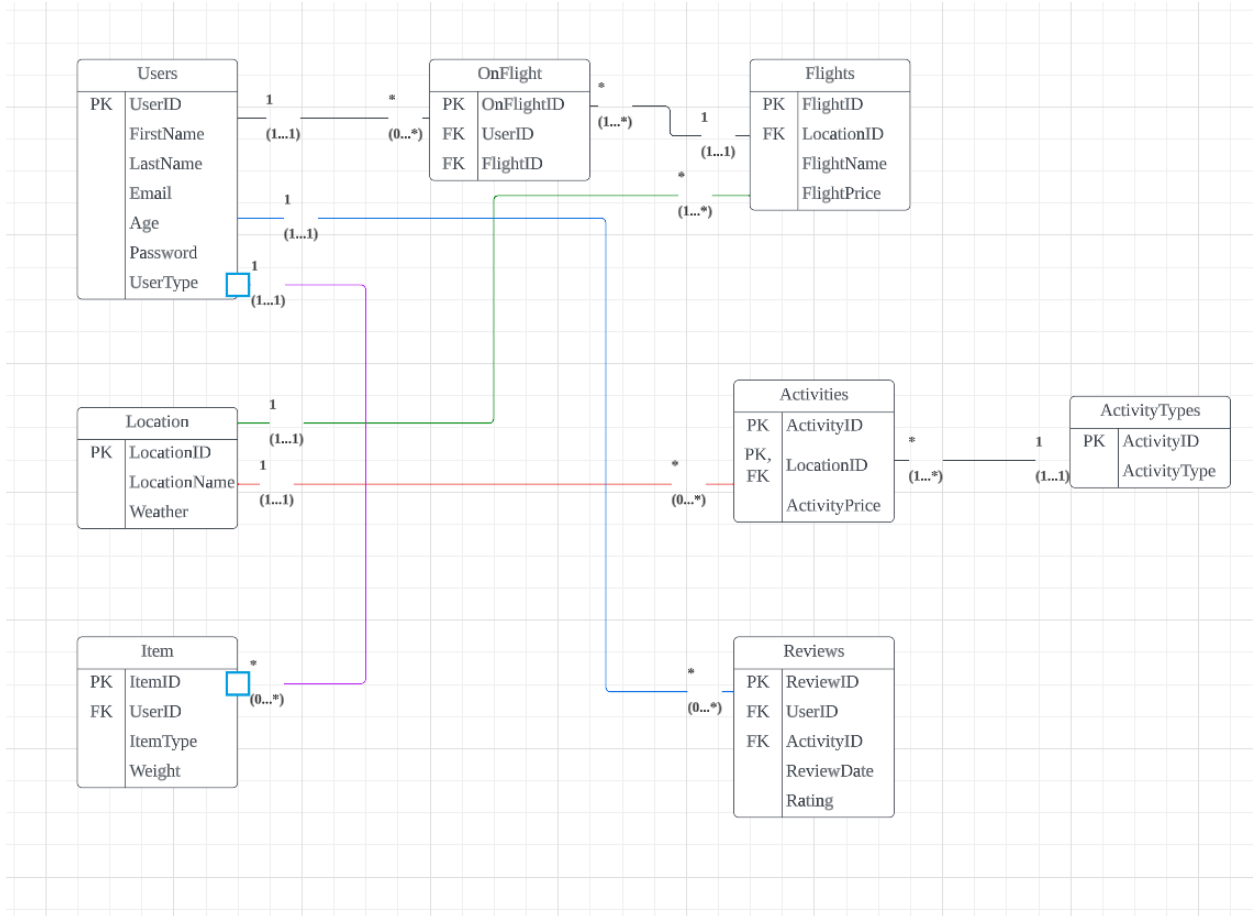 Users
PK UserID
FirstName
LastName
Email
Age
Password
UserType
1
(1...1)
*
(0...*)
OnFlight
PK OnFlightID
FK UserID
FK FlightID
*
(1...*)
1
(1...1)
Flights
PK FlightID
FK LocationID
FlightName
FlightPrice
*
(1...*)
1
(1...1)
1
(1...1)
Location
PK LocationID
LocationName
Weather
1
(1...1)
1
(1...1)
*
(0...*)
Activities
PK ActivityID
PK,
FK LocationID
ActivityPrice
*
(1...*)
1
(1...1)
ActivityTypes
PK ActivityID
ActivityType
Item
PK ItemID
FK UserID
ItemType
Weight
*
(0...*)
*
(0...*)
Reviews
PK ReviewID
FK UserID
FK ActivityID
ReviewDate
Rating